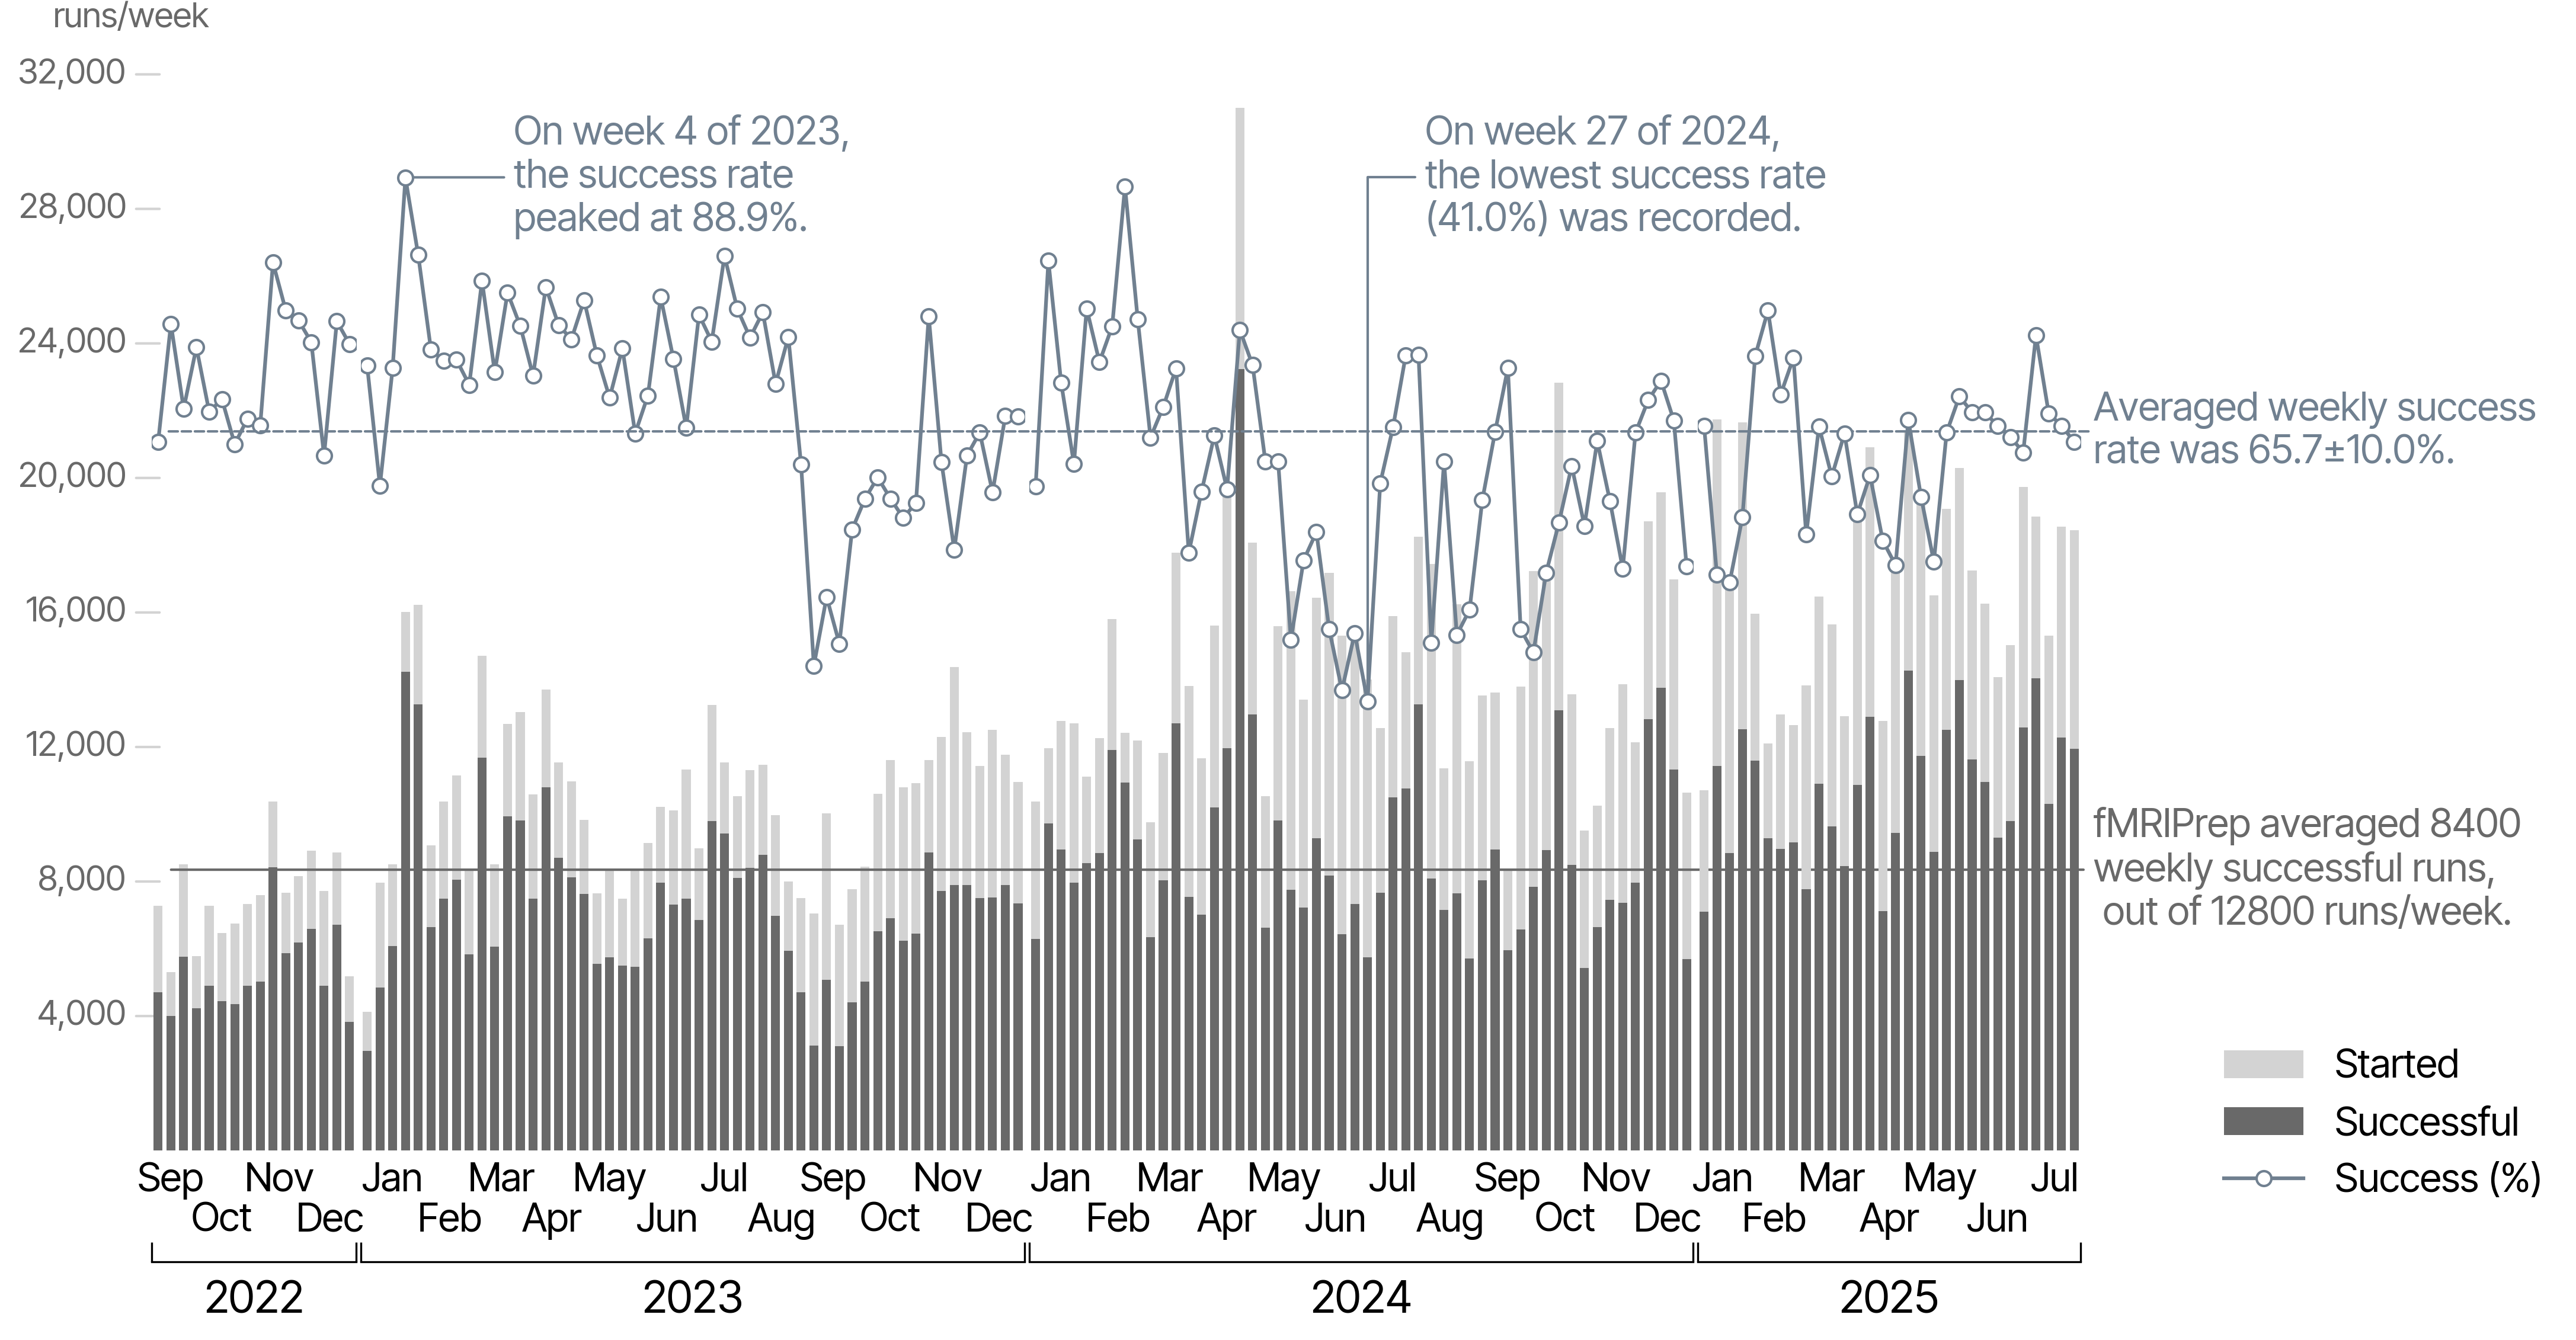 runs/week
32,000
28,000
24,000
20,000
16,000
12,000
8,000
4,000
On week 4 of 2023,
the success rate
peaked at 88.9%.
On week 27 of 2024,
the lowest success rate
(41.0%) was recorded.
Averaged weekly success
rate was 65.7±10.0%.
fMRIPrep averaged 8400
weekly successful runs,
out of 12800 runs/week.
Started
Successful
Success (%)
Sep Nov Jan Mar May Jul Sep Nov Jan Mar May Jul Sep Nov Jan Mar May Jul
Oct Dec Feb Apr Jun Aug Oct Dec Feb Apr Jun Aug Oct Dec Feb Apr Jun
2022 2023 2024 2025